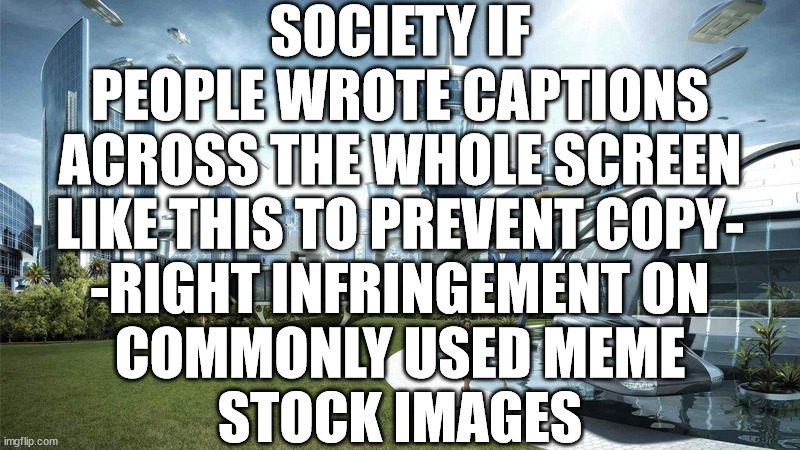 SOCIETY IF
PEOPLE WROTE CAPTIONS
ACROSS THE WHOLE SCREEN
LIKE THIS TO PREVENT COPY-
-RIGHT INFRINGEMENT ON
COMMONLY USED MEME
STOCK IMAGES
imgflip.com